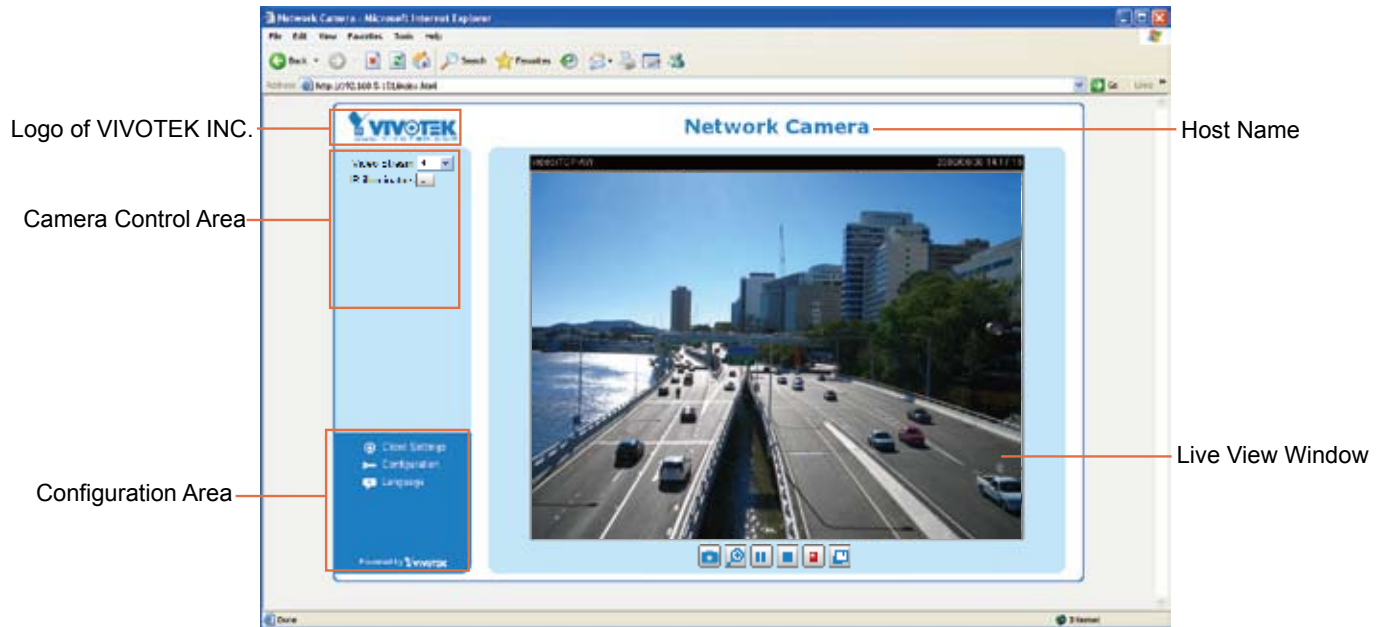 Network Camera - Microsoft Internet Explorer
File Edit View Favorites Tools Help
Back Search Favorites
Address
Go Links
Logo of VIVOTEK INC.
VIVOTEK
Network Camera
Host Name
Video Stream
Camera Control Area
Client Settings
Configuration
Language
Configuration Area
Live View Window
Powered by VIVOTEK
Done
Internet